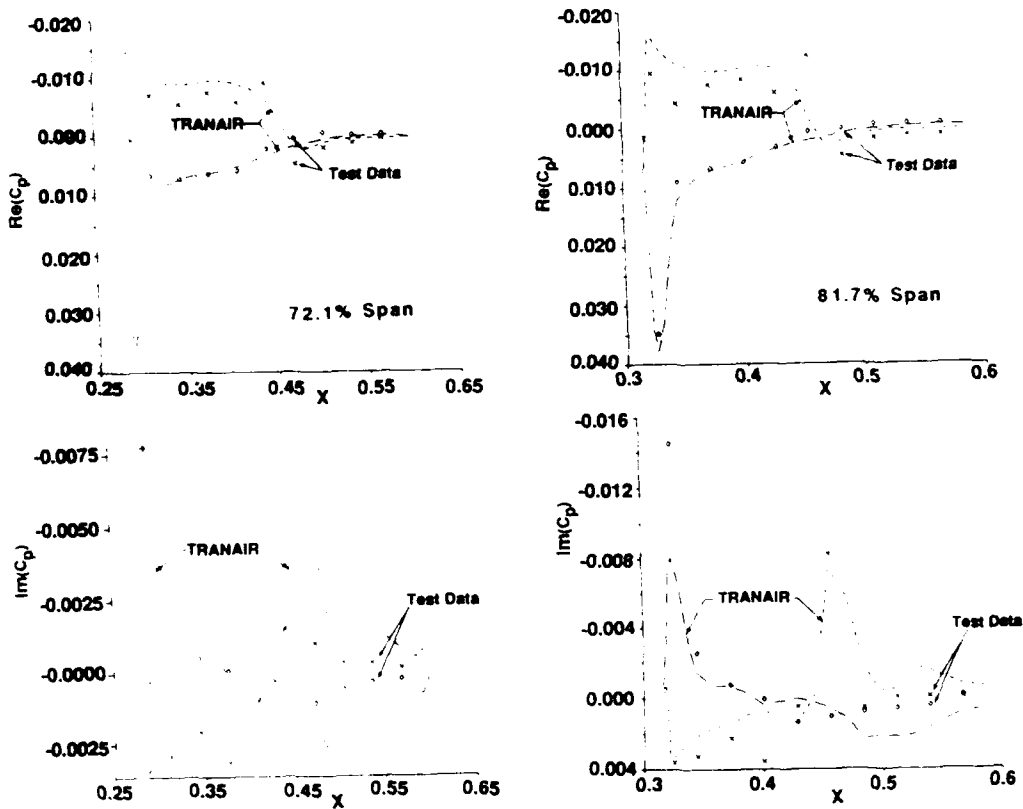 -0.020
-0.010
0.000
0.010
0.020
0.030
0.040
Re(Cp)
TRANAIR
Test Data
72.1% Span
0.25
0.35
0.45
0.55
0.65
X
-0.020
-0.010
0.000
0.010
0.020
0.030
0.040
Re(Cp)
TRANAIR
Test Data
81.7% Span
0.3
0.4
0.5
0.6
X
-0.0075
-0.0050
-0.0025
-0.0000
-0.0025
Im(Cp)
TRANAIR
Test Data
0.25
0.35
0.45
0.55
0.65
X
-0.016
-0.012
-0.008
-0.004
0.000
0.004
Im(Cp)
TRANAIR
Test Data
0.3
0.4
0.5
0.6
X